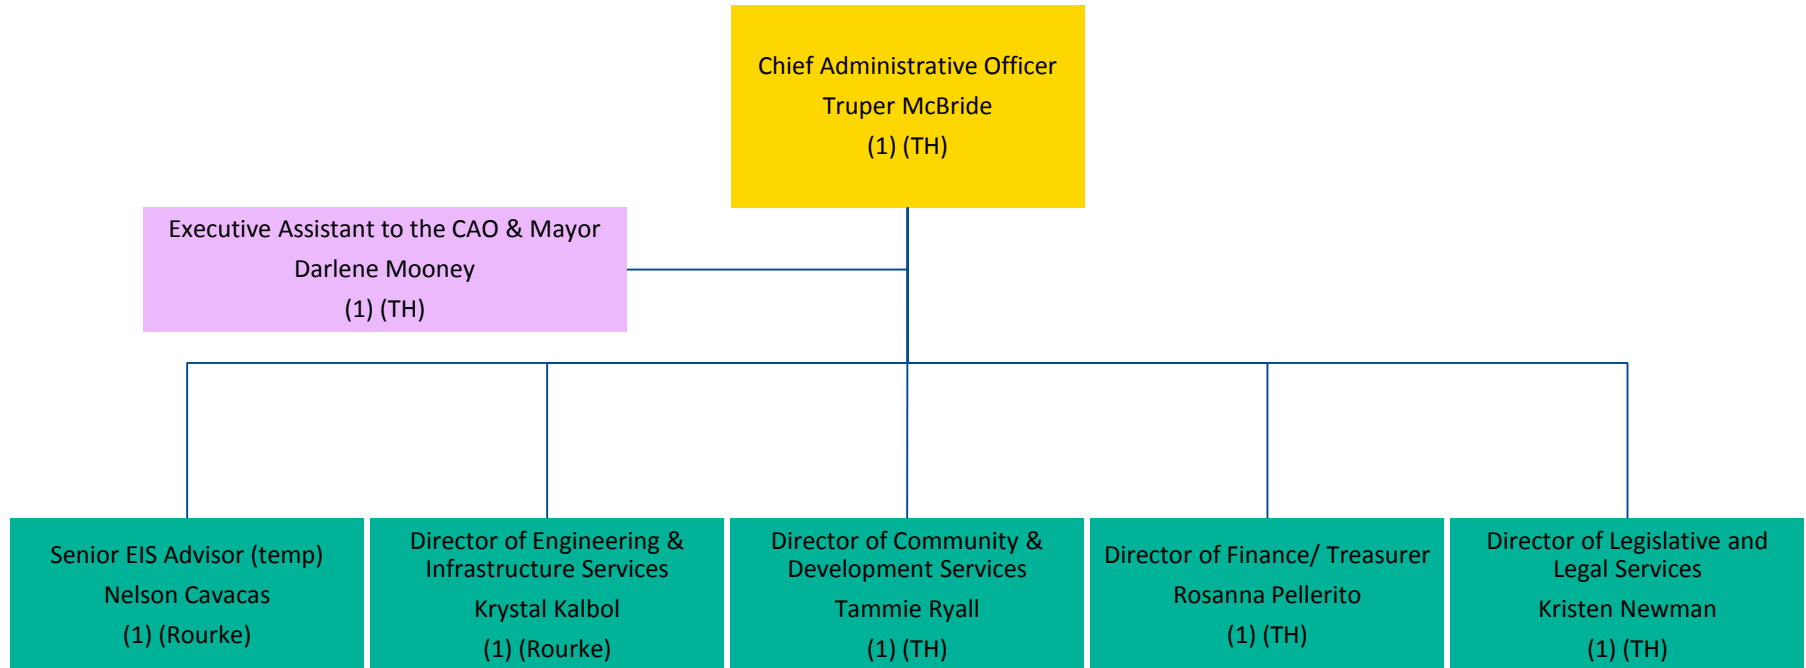 Chief Administrative Officer
Truper McBride
(1) (TH)
Executive Assistant to the CAO & Mayor
Darlene Mooney
(1) (TH)
Senior EIS Advisor (temp)
Nelson Cavacas
(1) (Rourke)
Director of Engineering &
Infrastructure Services
Krystal Kalbol
(1) (Rourke)
Director of Community &
Development Services
Tammie Ryall
(1) (TH)
Director of Finance/ Treasurer
Rosanna Pellerito
(1) (TH)
Director of Legislative and
Legal Services
Kristen Newman
(1) (TH)